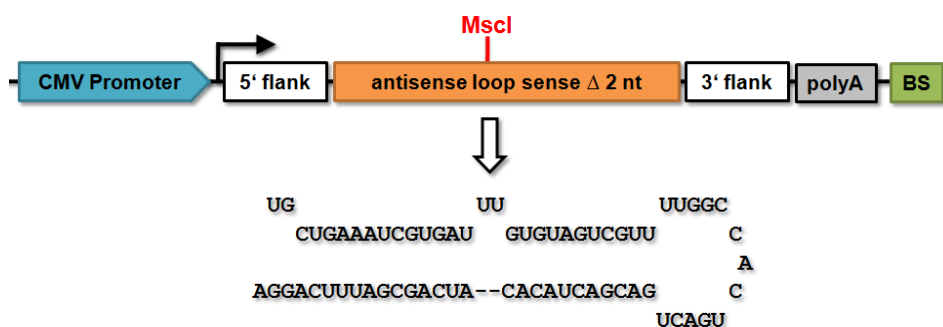 MscI
CMV Promoter 5‘ flank antisense loop sense Δ 2 nt 3‘ flank polyA BS
UG UU UUGGC
CUGAAAUCGUGAU GUGUAGUCGUU C
A
AGGACUUUAGCGACUA--CACAUCAGCAG C
UCAGU